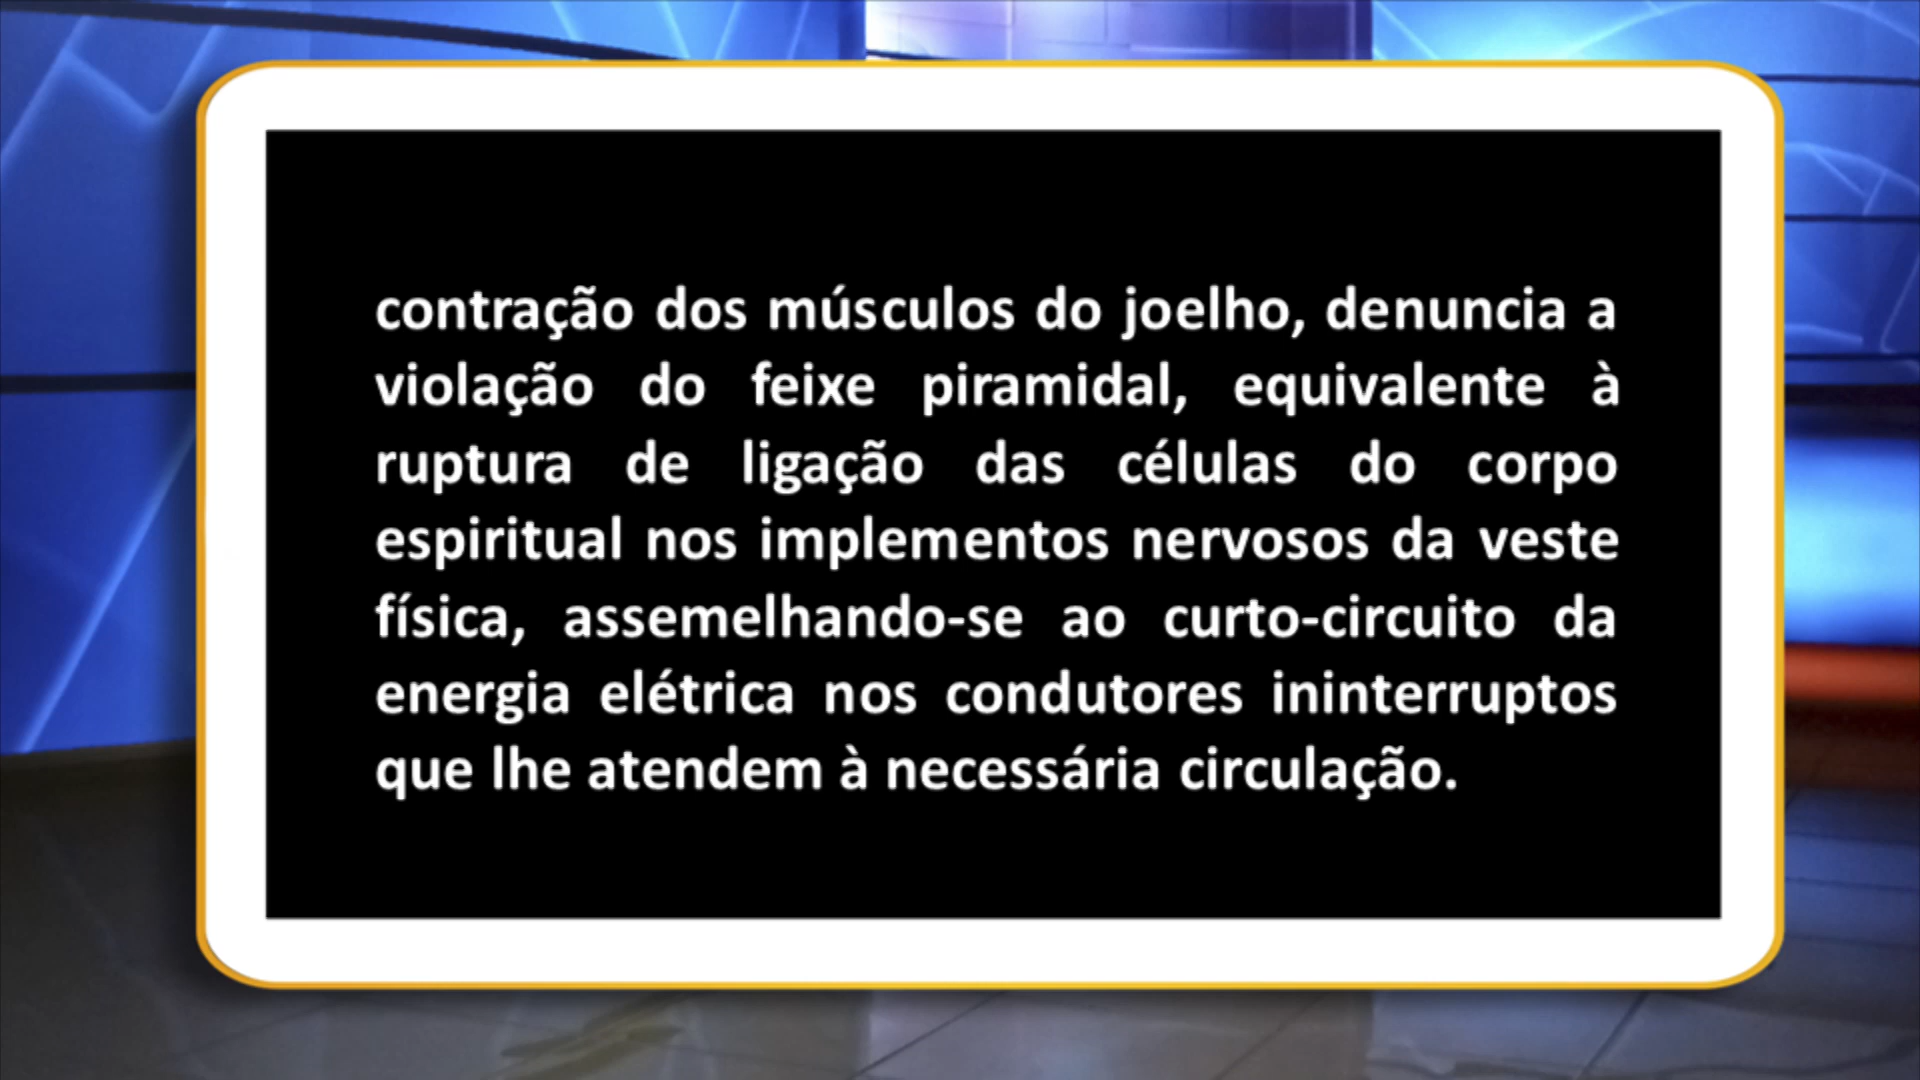 contração dos músculos do joelho, denuncia a
violação do feixe piramidal, equivalente à
ruptura de ligação das células do corpo
espiritual nos implementos nervosos da veste
física, assemelhando-se ao curto-circuito da
energia elétrica nos condutores ininterruptos
que lhe atendem à necessária circulação.